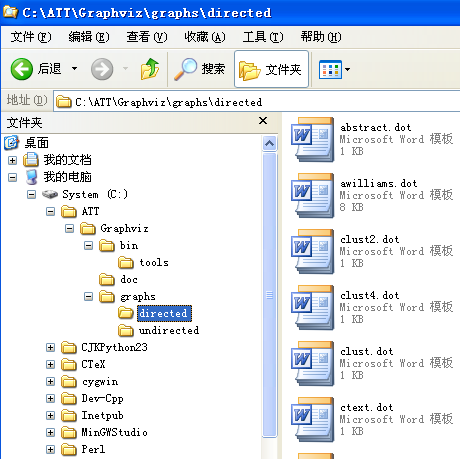 C:\ATT\Graphviz\graphs\directed
文件(F) 编辑(E) 查看(V) 收藏(A) 工具(T) 帮助(H)
后退 搜索 文件夹
地址(D) C:\ATT\Graphviz\graphs\directed
文件夹
桌面
我的文档
我的电脑
System (C:)
ATT
Graphviz
bin
tools
doc
graphs
directed
undirected
CJKPython23
CTeX
cygwin
Dev-Cpp
Inetpub
MinGWStudio
Perl
abstract.dot
Microsoft Word 模板
1 KB
awilliams.dot
Microsoft Word 模板
8 KB
clust2.dot
Microsoft Word 模板
1 KB
clust4.dot
Microsoft Word 模板
1 KB
clust.dot
Microsoft Word 模板
1 KB
ctext.dot
Microsoft Word 模板
1 KB